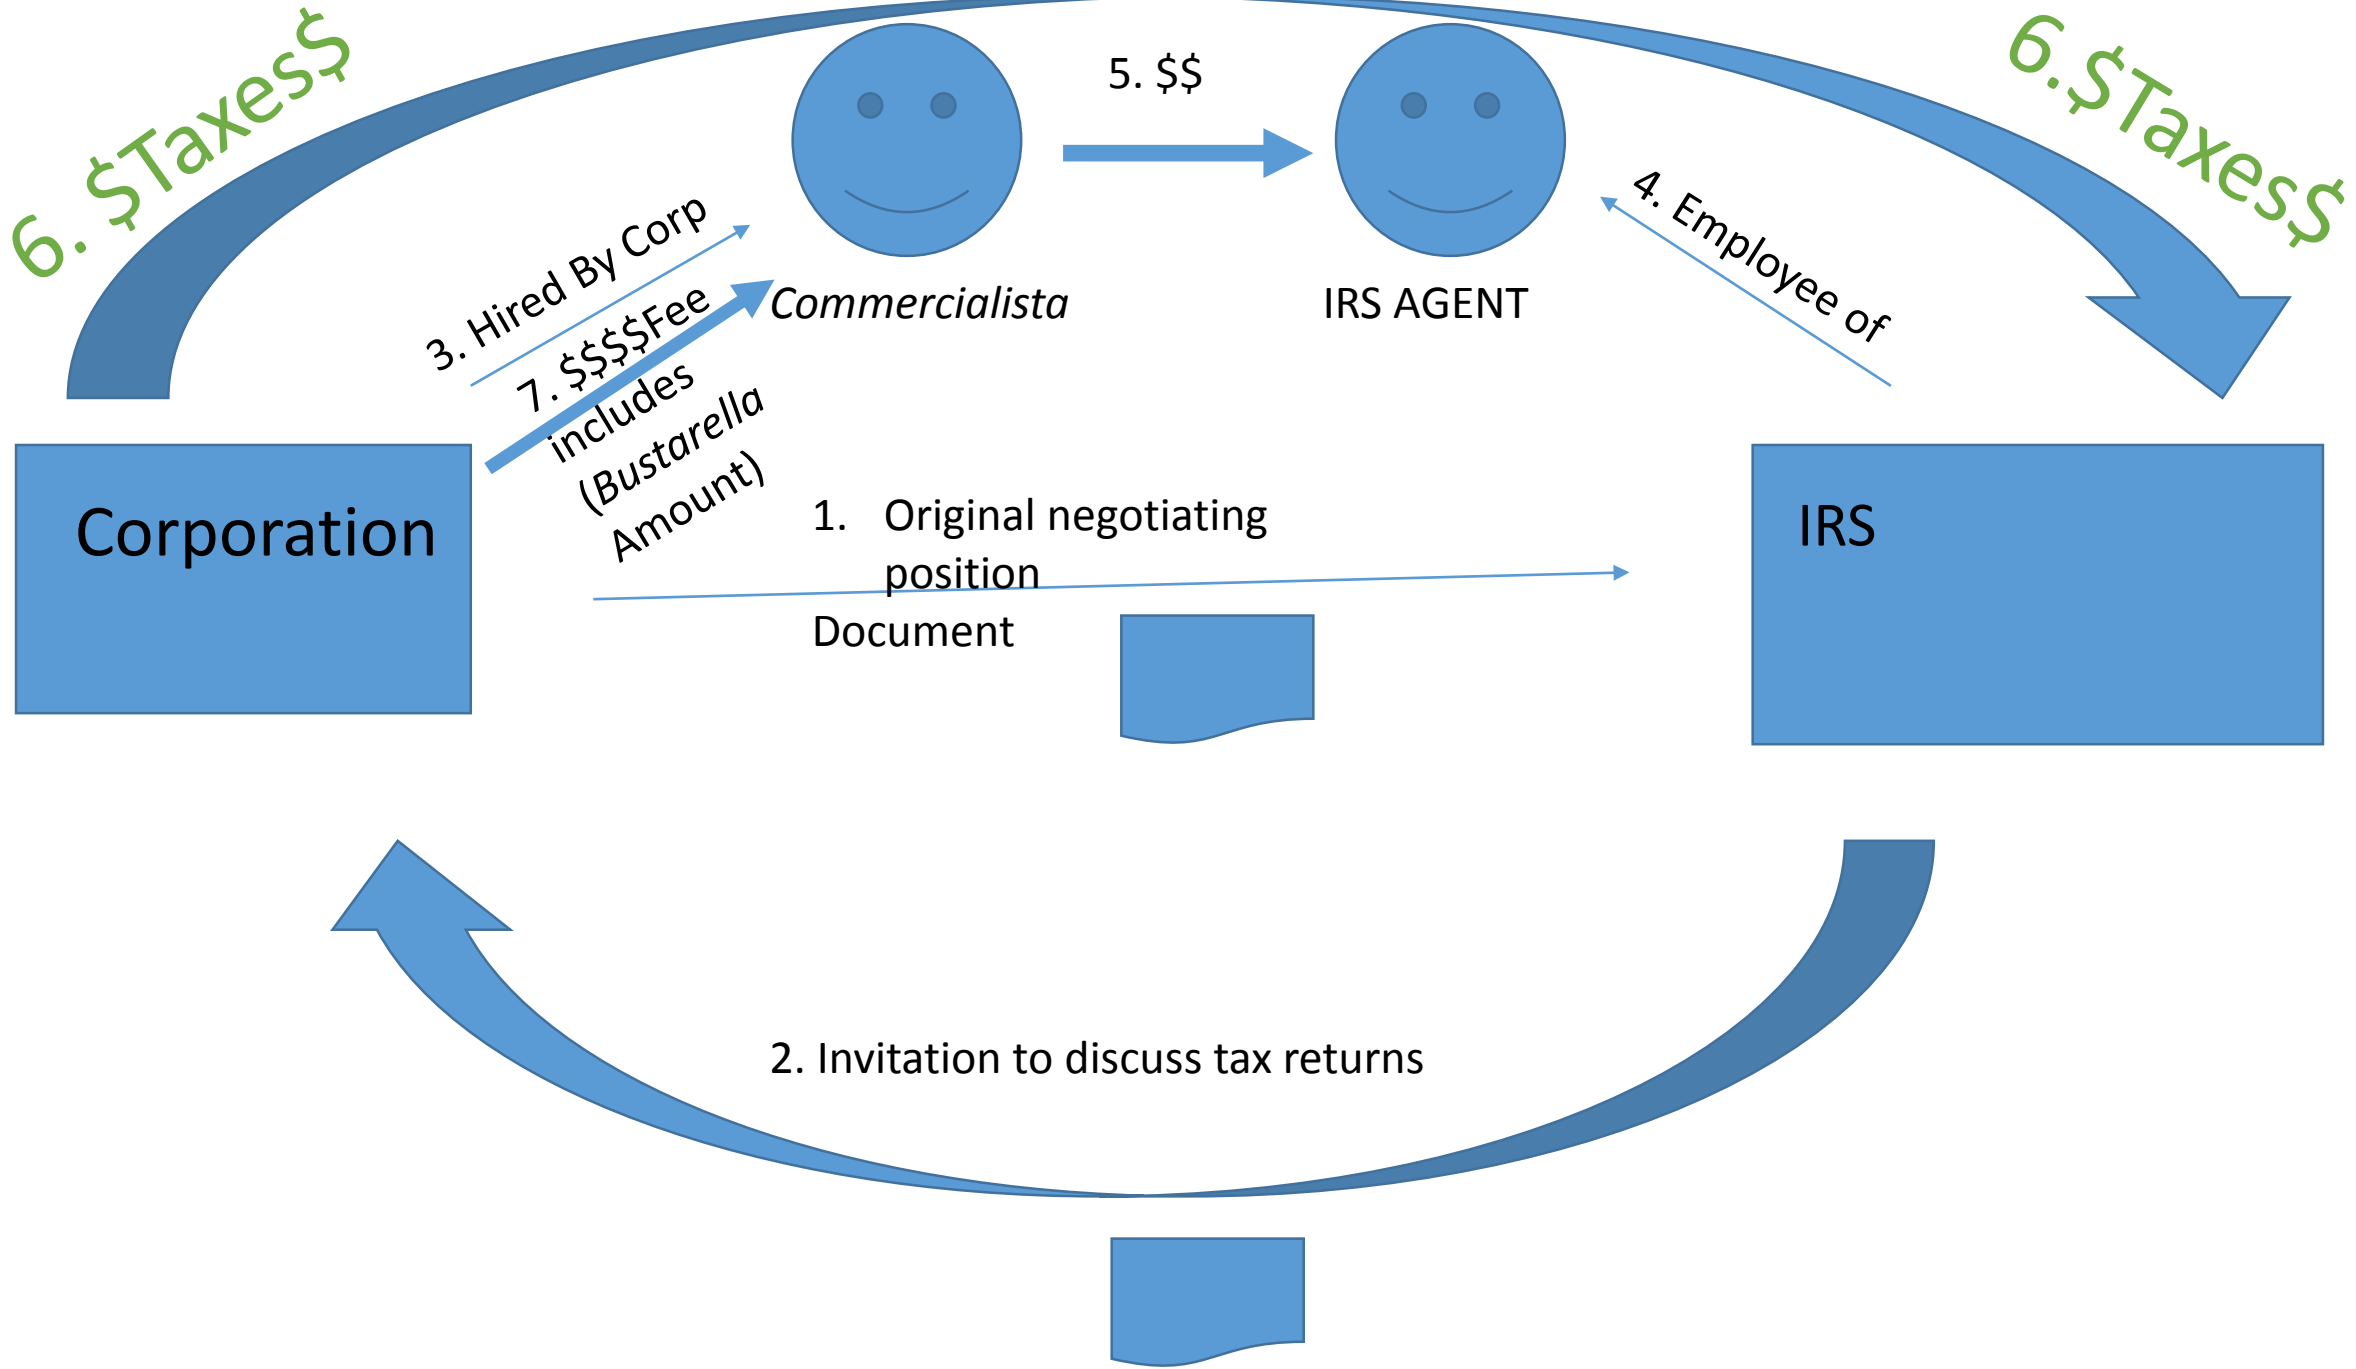 6. $Taxes$
6.$Taxes$
5. $$
3. Hired By Corp
4. Employee of
Commercialista
IRS AGENT
7. $$$$Fee
includes
(Bustarella
Amount)
Corporation
1. Original negotiating
position
Document
IRS
2. Invitation to discuss tax returns